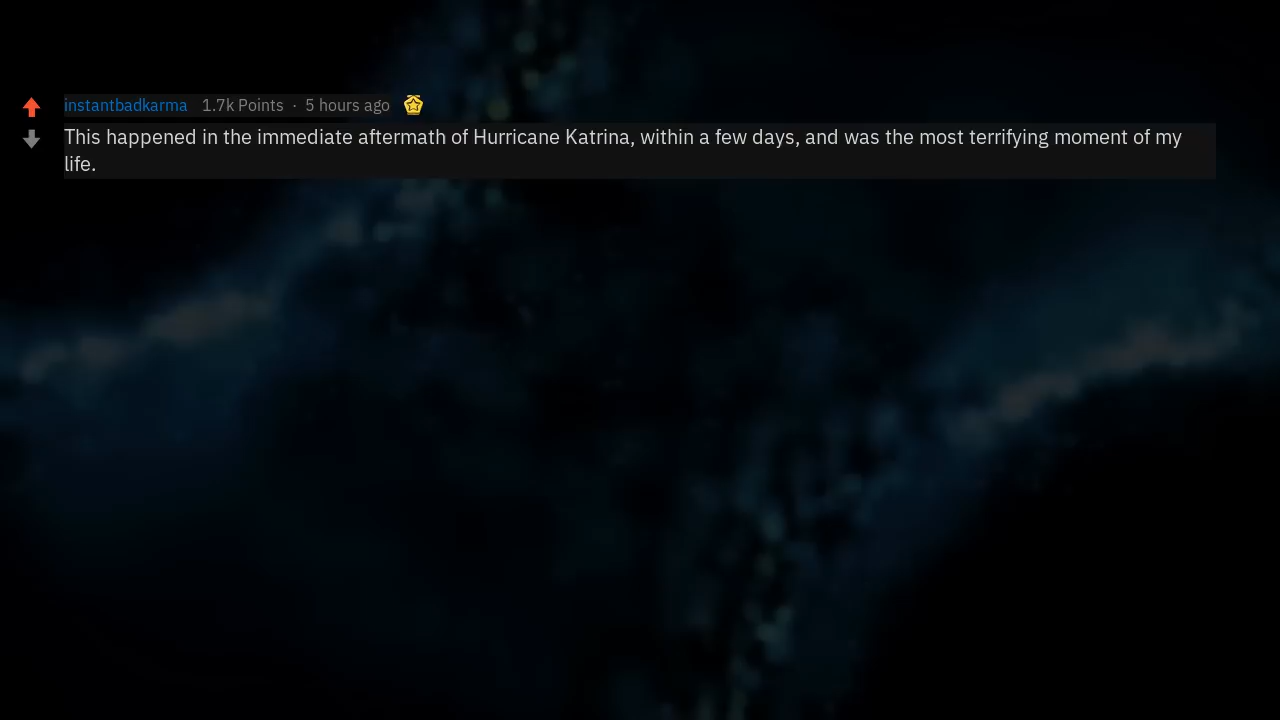 instantbadkarma 1.7k Points · 5 hours ago
This happened in the immediate aftermath of Hurricane Katrina, within a few days, and was the most terrifying moment of my
life.